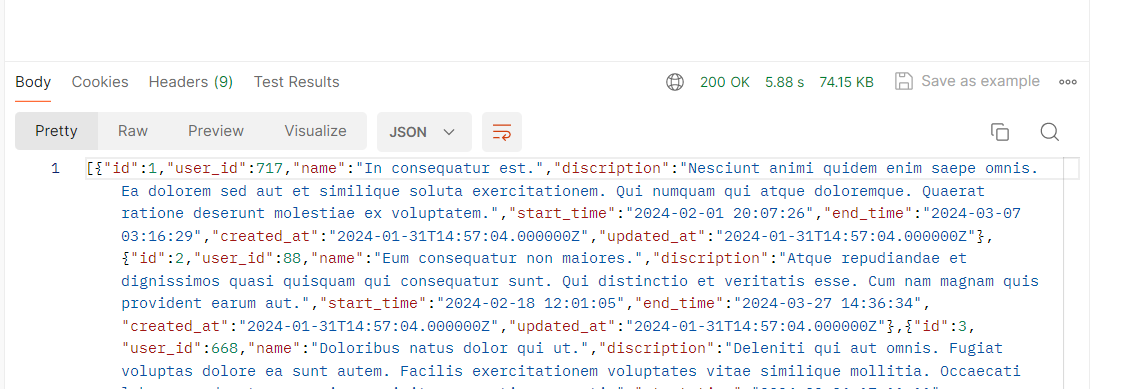 Body Cookies Headers (9) Test Results 200 OK 5.88 s 74.15 KB Save as example
Pretty Raw Preview Visualize JSON
1 [{"id":1,"user_id":717,"name":"In consequatur est.","discription":"Nesciunt animi quidem enim saepe omnis.
Ea dolorem sed aut et similique soluta exercitationem. Qui numquam qui atque doloremque. Quaerat
ratione deserunt molestiae ex voluptatem.","start_time":"2024-02-01 20:07:26","end_time":"2024-03-07
03:16:29","created_at":"2024-01-31T14:57:04.000000Z","updated_at":"2024-01-31T14:57:04.000000Z"},
{"id":2,"user_id":88,"name":"Eum consequatur non maiores.","discription":"Atque repudiandae et
dignissimos quasi quisquam qui consequatur sunt. Qui distinctio et veritatis esse. Cum nam magnam quis
provident earum aut.","start_time":"2024-02-18 12:01:05","end_time":"2024-03-27 14:36:34",
"created_at":"2024-01-31T14:57:04.000000Z","updated_at":"2024-01-31T14:57:04.000000Z"},{"id":3,
"user_id":668,"name":"Doloribus natus dolor qui ut.","discription":"Deleniti qui aut omnis. Fugiat
voluptas dolore ea sunt autem. Facilis exercitationem voluptates vitae similique mollitia. Occaecati